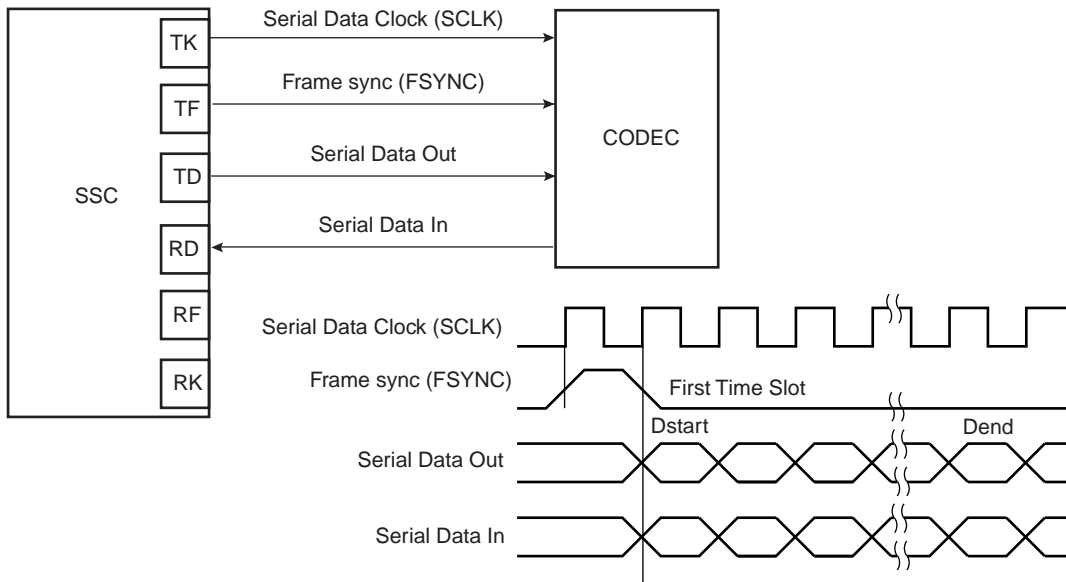 SSC
TK
TF
TD
RD
RF
RK
Serial Data Clock (SCLK)
Frame sync (FSYNC)
Serial Data Out
Serial Data In
CODEC
Serial Data Clock (SCLK)
Frame sync (FSYNC)
First Time Slot
Dstart
Dend
Serial Data Out
Serial Data In